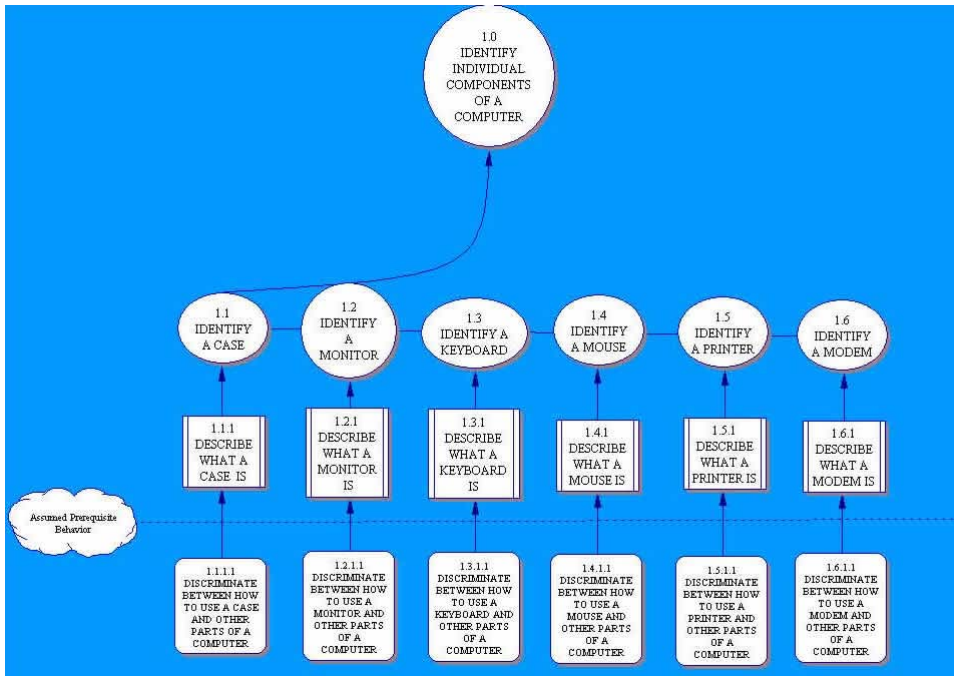 1.0
IDENTIFY
INDIVIDUAL
COMPONENTS
OF A
COMPUTER
1.1
IDENTIFY
A CASE
1.2
IDENTIFY
A
MONITOR
1.3
IDENTIFY A
KEYBOARD
1.4
IDENTIFY
A MOUSE
1.5
IDENTIFY
A PRINTER
1.6
IDENTIFY
A MODEM
1.1.1
DESCRIBE
WHAT A
CASE IS
1.2.1
DESCRIBE
WHAT A
MONITOR
IS
1.3.1
DESCRIBE
WHAT A
KEYBOARD
IS
1.4.1
DESCRIBE
WHAT A
MOUSE IS
1.5.1
DESCRIBE
WHAT A
PRINTER IS
1.6.1
DESCRIBE
WHAT A
MODEM IS
Assumed Prerequisite
Behavior
1.1.1.1
DISCRIMINATE
BETWEEN HOW
TO USE A CASE
AND OTHER
PARTS OF A
COMPUTER
1.2.1.1
DISCRIMINATE
BETWEEN HOW
TO USE A
MONITOR AND
OTHER PARTS
OF A
COMPUTER
1.3.1.1
DISCRIMINATE
BETWEEN HOW
TO USE A
KEYBOARD AND
OTHER PARTS
OF A
COMPUTER
1.4.1.1
DISCRIMINATE
BETWEEN HOW
TO USE A
MOUSE AND
OTHER PARTS
OF A
COMPUTER
1.5.1.1
DISCRIMINATE
BETWEEN HOW
TO USE A
PRINTER AND
OTHER PARTS
OF A
COMPUTER
1.6.1.1
DISCRIMINATE
BETWEEN HOW
TO USE A
MODEM AND
OTHER PARTS
OF A
COMPUTER